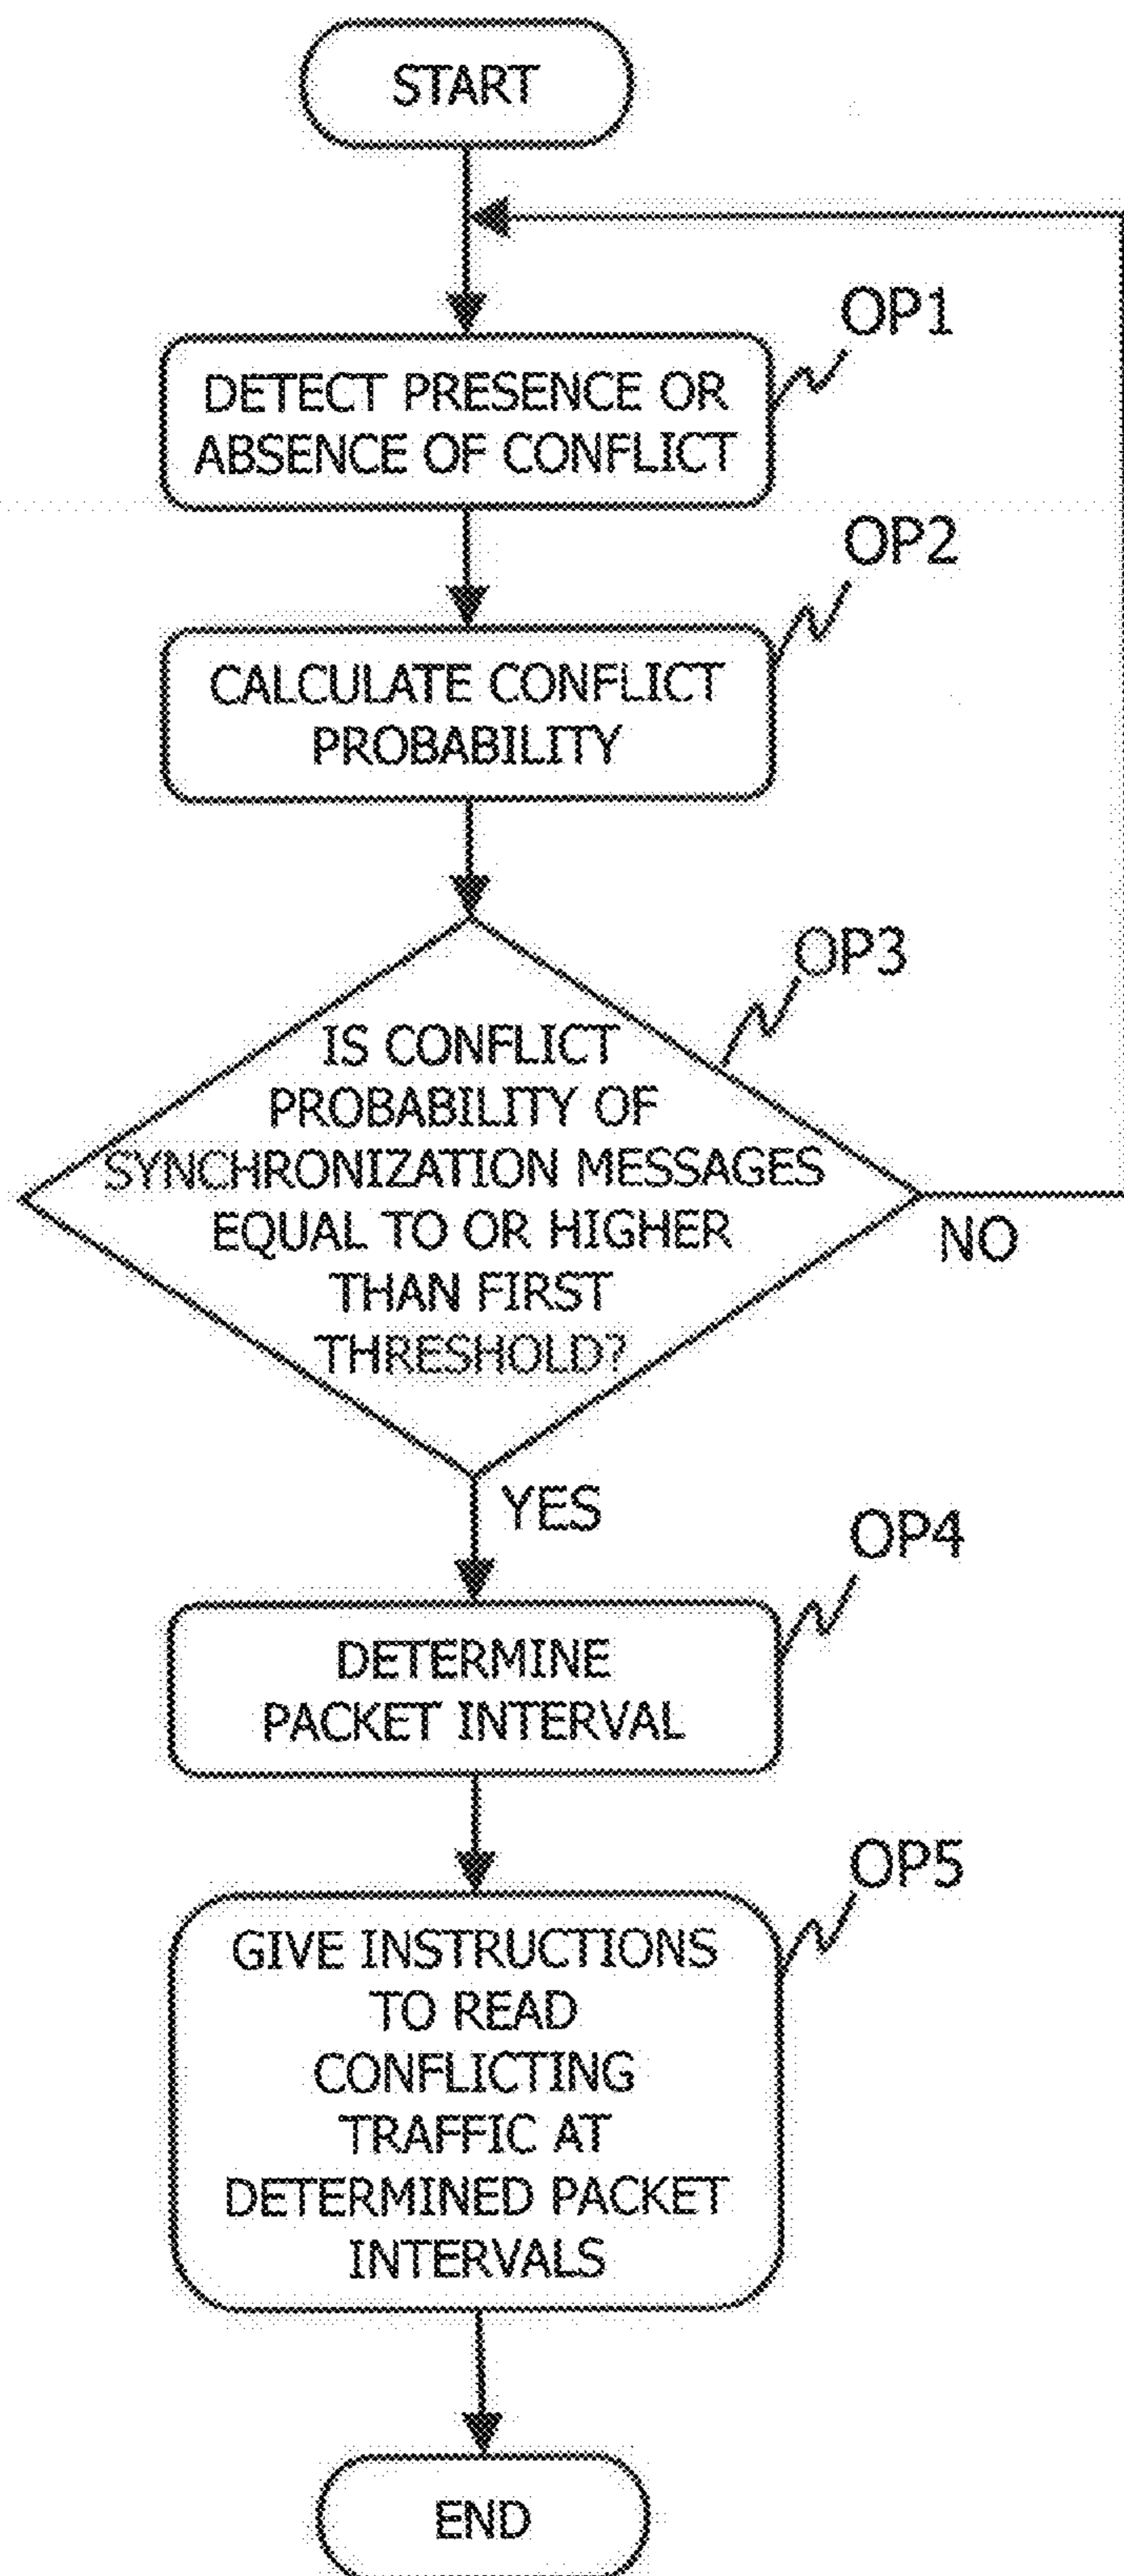 START
OP1
DETECT PRESENCE OR
ABSENCE OF CONFLICT
OP2
CALCULATE CONFLICT
PROBABILITY
OP3
IS CONFLICT
PROBABILITY OF
SYNCHRONIZATION MESSAGES
EQUAL TO OR HIGHER
THAN FIRST
THRESHOLD?
NO
YES
OP4
DETERMINE
PACKET INTERVAL
OP5
GIVE INSTRUCTIONS
TO READ
CONFLICTING
TRAFFIC AT
DETERMINED PACKET
INTERVALS
END